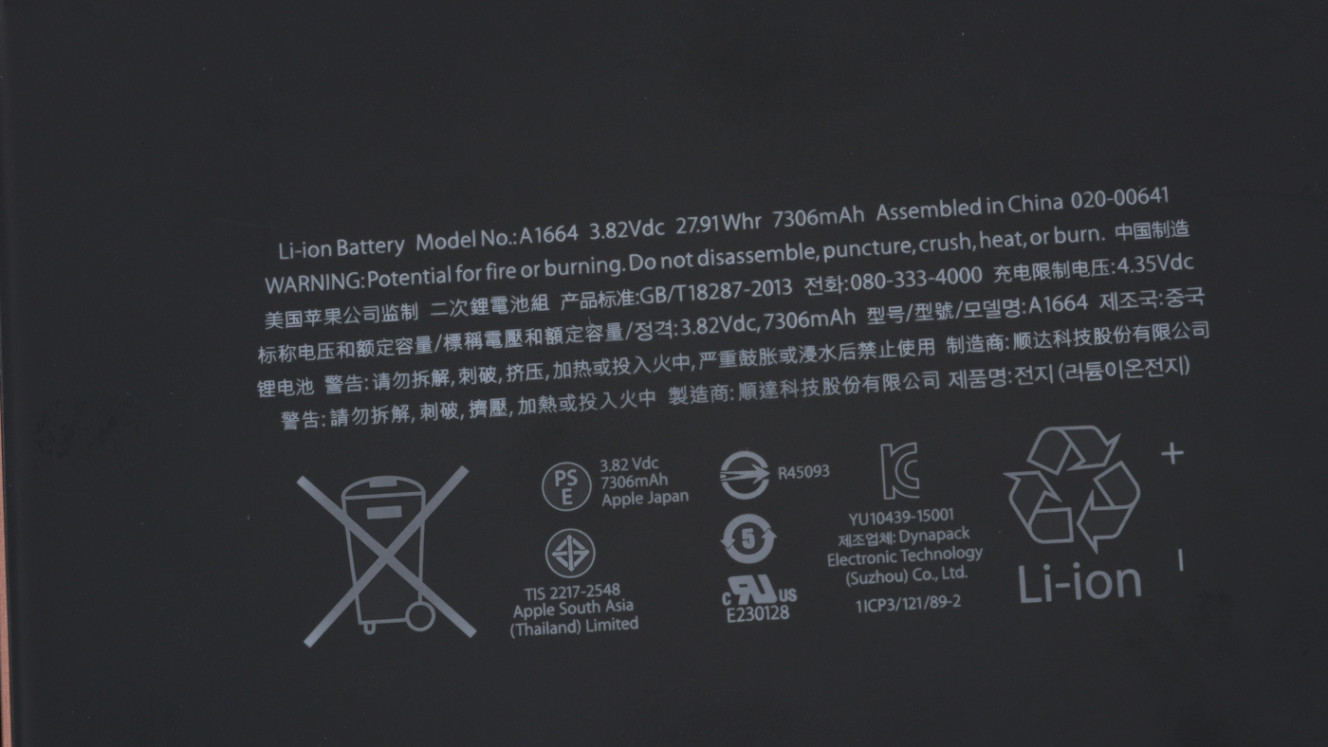 Li-ion Battery Model No.: A1664 3.82Vdc 27.91Whr 7306mAh Assembled in China 020-00641
WARNING: Potential for fire or burning. Do not disassemble, puncture, crush, heat, or burn. 中国制造
美国苹果公司监制 二次鋰電池組 产品标准:GB/T18287-2013 전화:080-333-4000 充电限制电压:4.35Vdc
标称电压和额定容量/標稱電壓和額定容量/정격:3.82Vdc, 7306mAh 型号/型號/모델명:A1664 제조국:중국
锂电池 警告:请勿拆解, 刺破, 挤压, 加热或投入火中, 严重鼓胀或浸水后禁止使用 制造商: 顺达科技股份有限公司
警告:請勿拆解, 刺破, 擠壓, 加熱或投入火中 製造商: 順達科技股份有限公司 제품명:전지 (리튬이온전지)
PS
E
3.82 Vdc
7306mAh
Apple Japan
TIS 2217-2548
Apple South Asia
(Thailand) Limited
R45093
5
c RU US
E230128
KC
YU10439-15001
제조업체: Dynapack
Electronic Technology
(Suzhou) Co., Ltd.
1ICP3/121/89-2
+
-
Li-ion